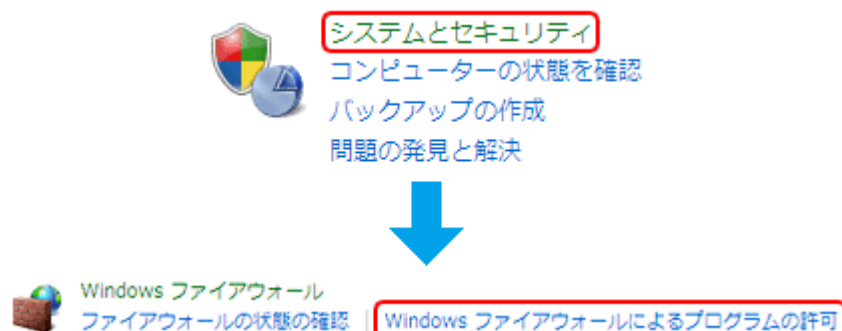 システムとセキュリティ
コンピューターの状態を確認
バックアップの作成
問題の発見と解決
Windows ファイアウォール
ファイアウォールの状態の確認 | Windows ファイアウォールによるプログラムの許可